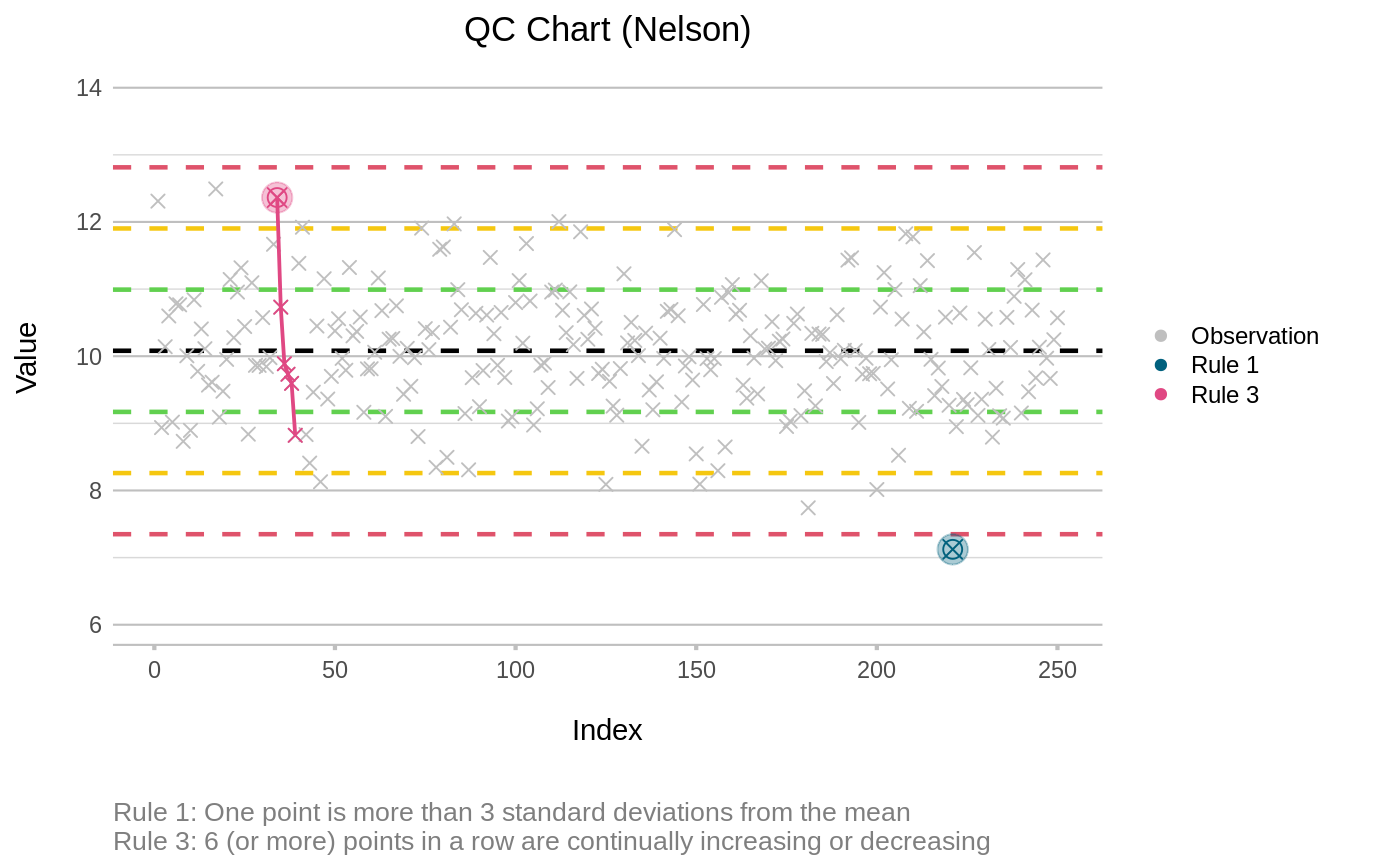 QC Chart (Nelson)
14
12
10
8
6
Value
0 50 100 150 200 250
Index
Observation
Rule 1
Rule 3
Rule 1: One point is more than 3 standard deviations from the mean
Rule 3: 6 (or more) points in a row are continually increasing or decreasing